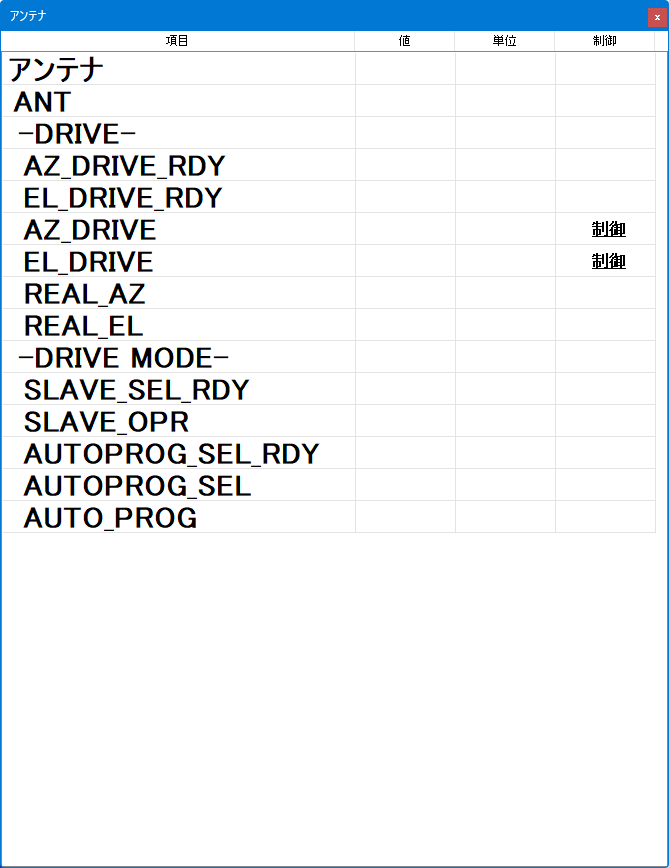 アンテナ x
項目 値 単位 制御
アンテナ
ANT
-DRIVE-
AZ_DRIVE_RDY
EL_DRIVE_RDY
AZ_DRIVE 制御
EL_DRIVE 制御
REAL_AZ
REAL_EL
-DRIVE MODE-
SLAVE_SEL_RDY
SLAVE_OPR
AUTOPROG_SEL_RDY
AUTOPROG_SEL
AUTO_PROG